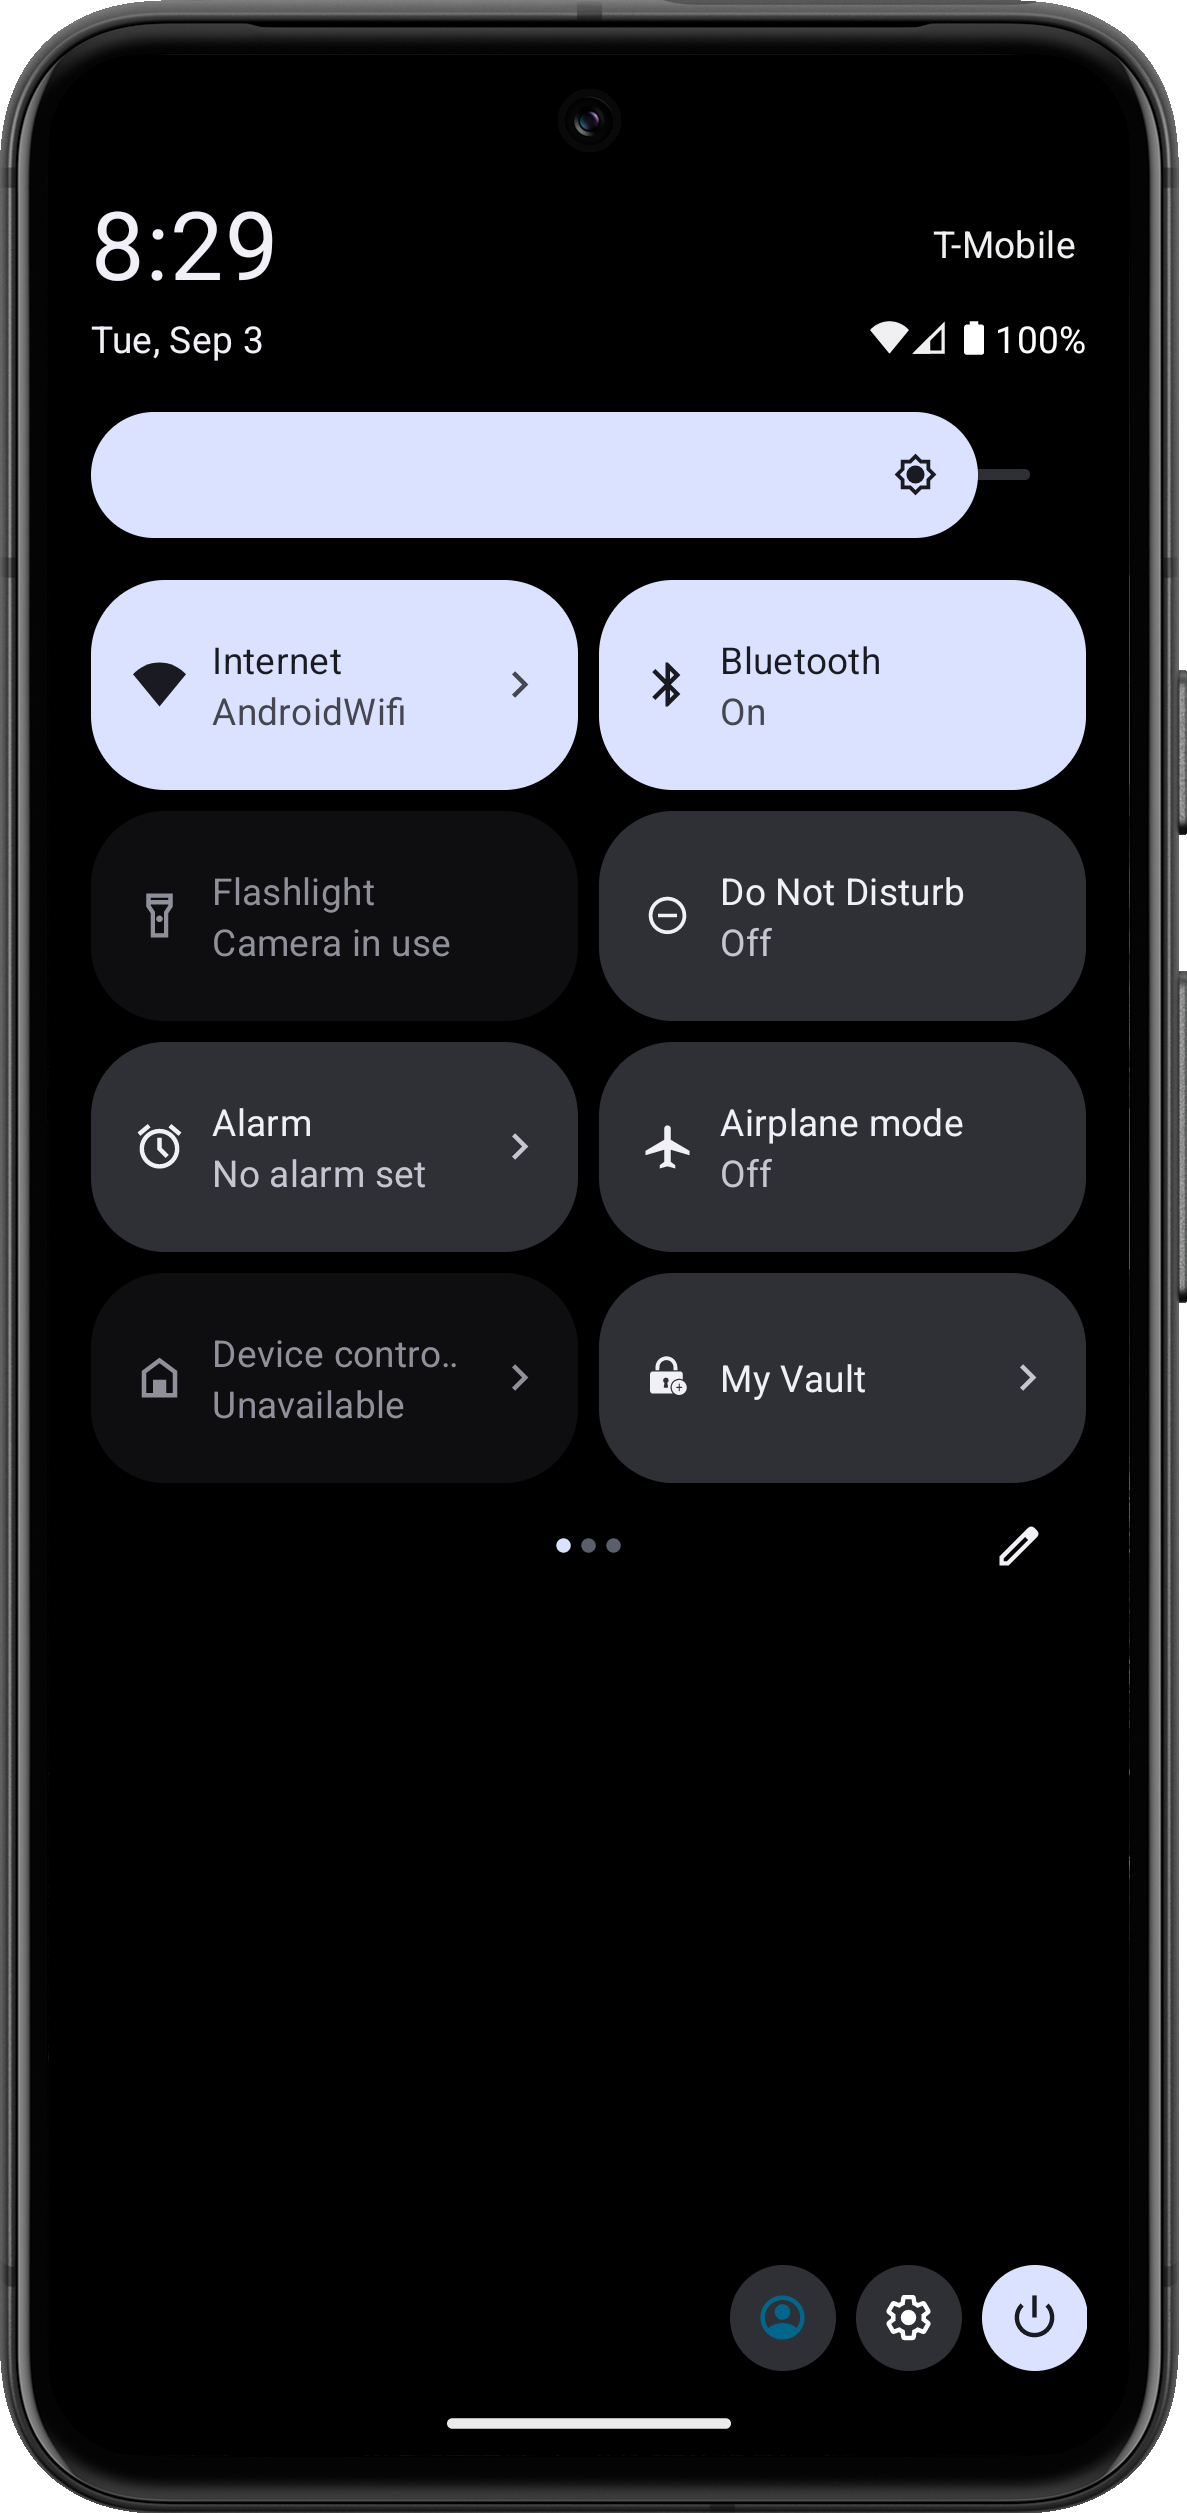 8:29
T-Mobile
Tue, Sep 3
100%
Internet
AndroidWifi
Bluetooth
On
Flashlight
Camera in use
Do Not Disturb
Off
Alarm
No alarm set
Airplane mode
Off
Device contro..
Unavailable
My Vault